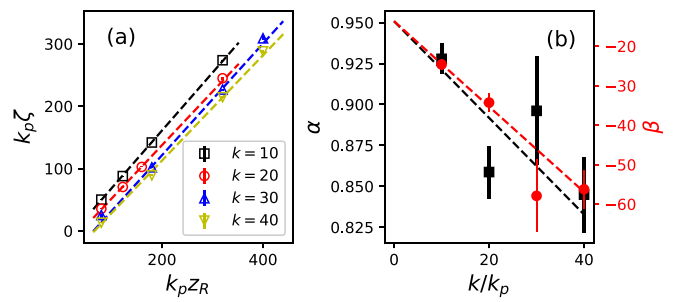 (a)
k_pζ
300
200
100
0
200
400
k_pz_R
k = 10
k = 20
k = 30
k = 40
(b)
α
0.950
0.925
0.900
0.875
0.850
0.825
0
10
20
30
40
k/k_p
−20
−30
−40
−50
−60
β